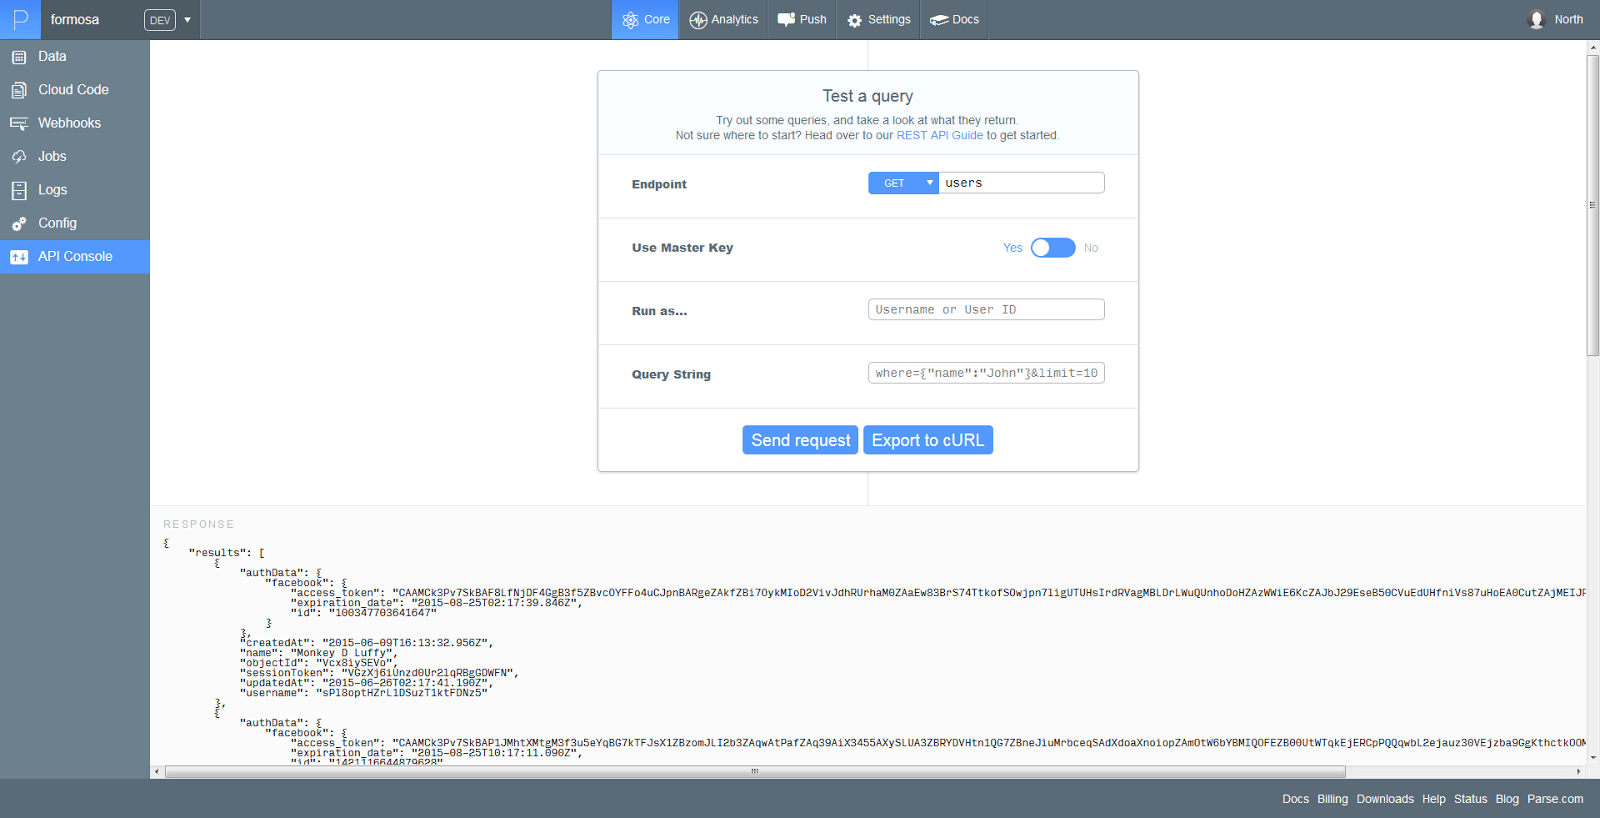 P formosa DEV Core Analytics Push Settings Docs North
Data
Cloud Code
Webhooks
Jobs
Logs
Config
API Console
Test a query
Try out some queries, and take a look at what they return.
Not sure where to start? Head over to our REST API Guide to get started.
Endpoint GET users
Use Master Key Yes No
Run as... Username or User ID
Query String where={"name":"John"}&limit=10
Send request Export to cURL
RESPONSE
{
"results": [
{
"authData": {
"facebook": {
"access_token":
"expiration_date": "2015-08-25T02:17:39.846Z",
"id": "100347703641647"
}
},
"createdAt": "2015-06-09T16:13:32.956Z",
"name": "Monkey D Luffy",
"objectId": "Vcx8iySEVo",
"sessionToken":
"updatedAt": "2015-06-26T02:17:41.190Z",
"username":
},
{
"authData": {
"facebook": {
"access_token":
"expiration_date": "2015-08-25T10:17:11.090Z",
"id": "1421116644879628"
Docs Billing Downloads Help Status Blog Parse.com